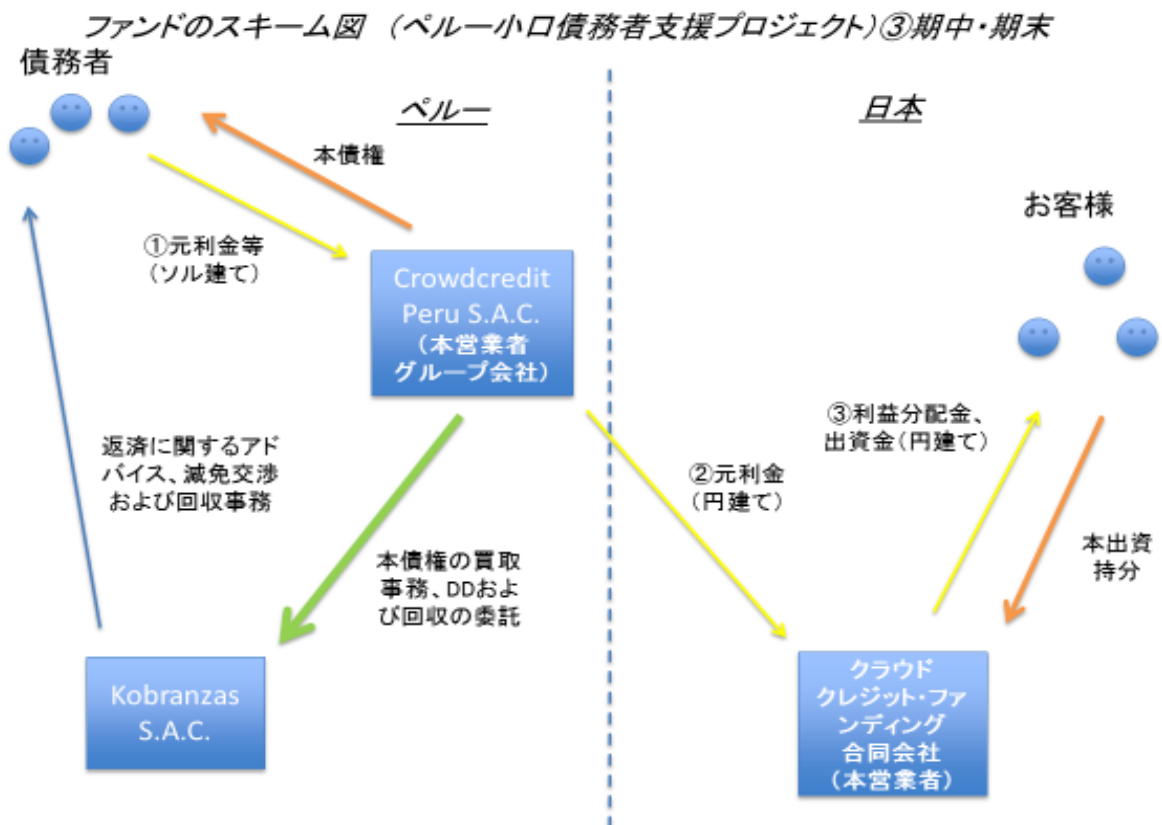 ファンドのスキーム図　(ペルー小口債務者支援プロジェクト)③期中・期末
債務者
ペルー
日本
本債権
お客様
①元利金等
(ソル建て)
Crowdcredit
Peru S.A.C.
(本営業者
グループ会社)
③利益分配金、
出資金(円建て)
返済に関するアド
バイス、減免交渉
および回収事務
②元利金
(円建て)
本出資
持分
本債権の買取
事務、DDおよ
び回収の委託
Kobranzas
S.A.C.
クラウド
クレジット・ファ
ンディング
合同会社
(本営業者)